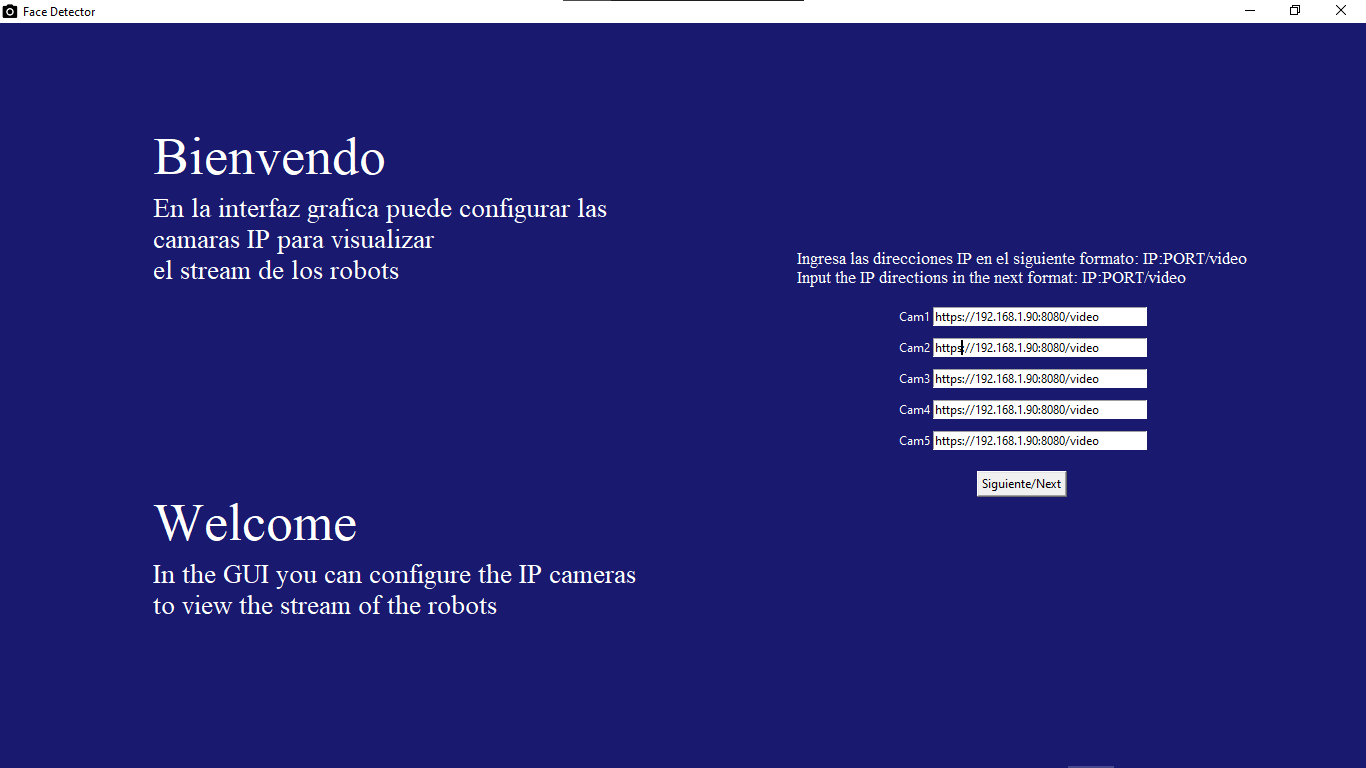 Face Detector
Bienvendo
En la interfaz grafica puede configurar las
camaras IP para visualizar
el stream de los robots
Welcome
In the GUI you can configure the IP cameras
to view the stream of the robots
Ingresa las direcciones IP en el siguiente formato: IP:PORT/video
Input the IP directions in the next format: IP:PORT/video
Cam1 https://192.168.1.90:8080/video
Cam2 https://192.168.1.90:8080/video
Cam3 https://192.168.1.90:8080/video
Cam4 https://192.168.1.90:8080/video
Cam5 https://192.168.1.90:8080/video
Siguiente/Next